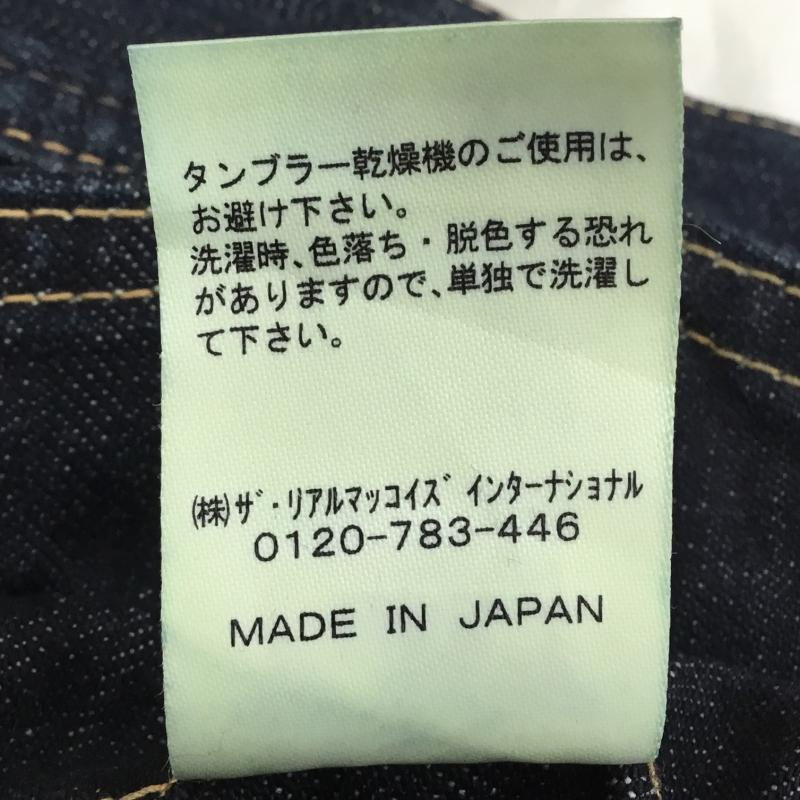 タンブラー乾燥機のご使用は、
お避け下さい。
洗濯時、色落ち・脱色する恐れ
がありますので、単独で洗濯し
て下さい。
㈱ｻﾞ・ﾘｱﾙﾏｯｺｲｽﾞ ｲﾝﾀｰﾅｼｮﾅﾙ
0120-783-446
MADE IN JAPAN